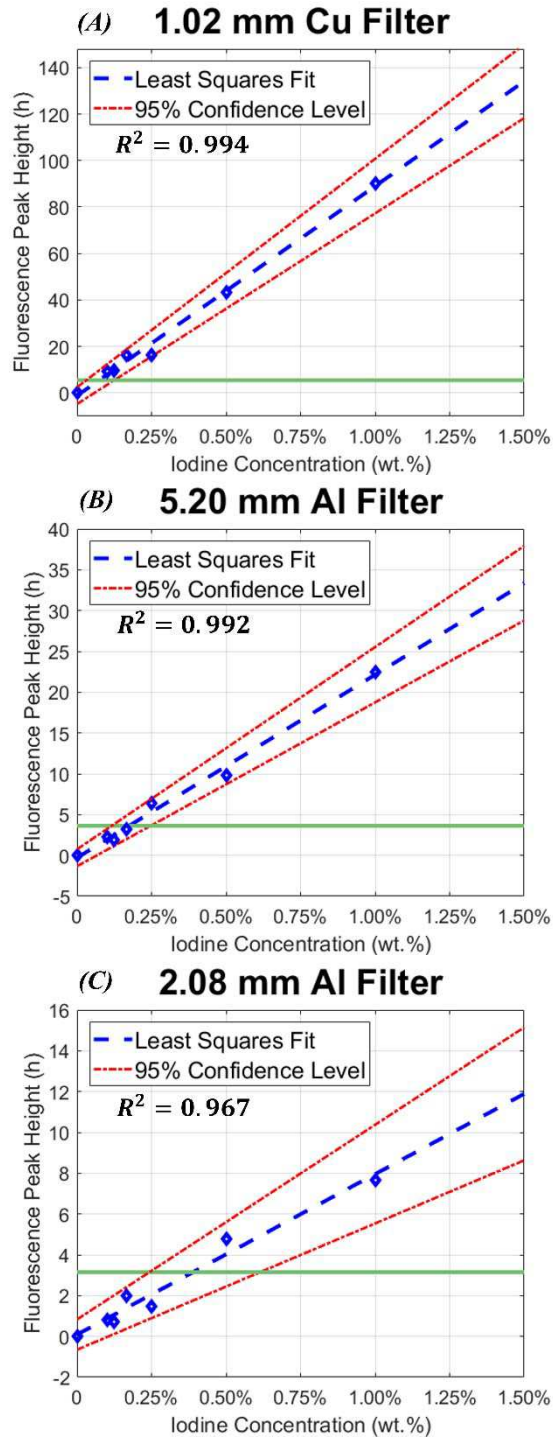 (A) 1.02 mm Cu Filter
140
120
100
80
60
40
20
0
Fluorescence Peak Height (h)
Least Squares Fit
95% Confidence Level
R² = 0.994
0 0.25% 0.50% 0.75% 1.00% 1.25% 1.50%
Iodine Concentration (wt.%)
(B) 5.20 mm Al Filter
40
35
30
25
20
15
10
5
0
-5
Fluorescence Peak Height (h)
Least Squares Fit
95% Confidence Level
R² = 0.992
0 0.25% 0.50% 0.75% 1.00% 1.25% 1.50%
Iodine Concentration (wt.%)
(C) 2.08 mm Al Filter
16
14
12
10
8
6
4
2
0
-2
Fluorescence Peak Height (h)
Least Squares Fit
95% Confidence Level
R² = 0.967
0 0.25% 0.50% 0.75% 1.00% 1.25% 1.50%
Iodine Concentration (wt.%)